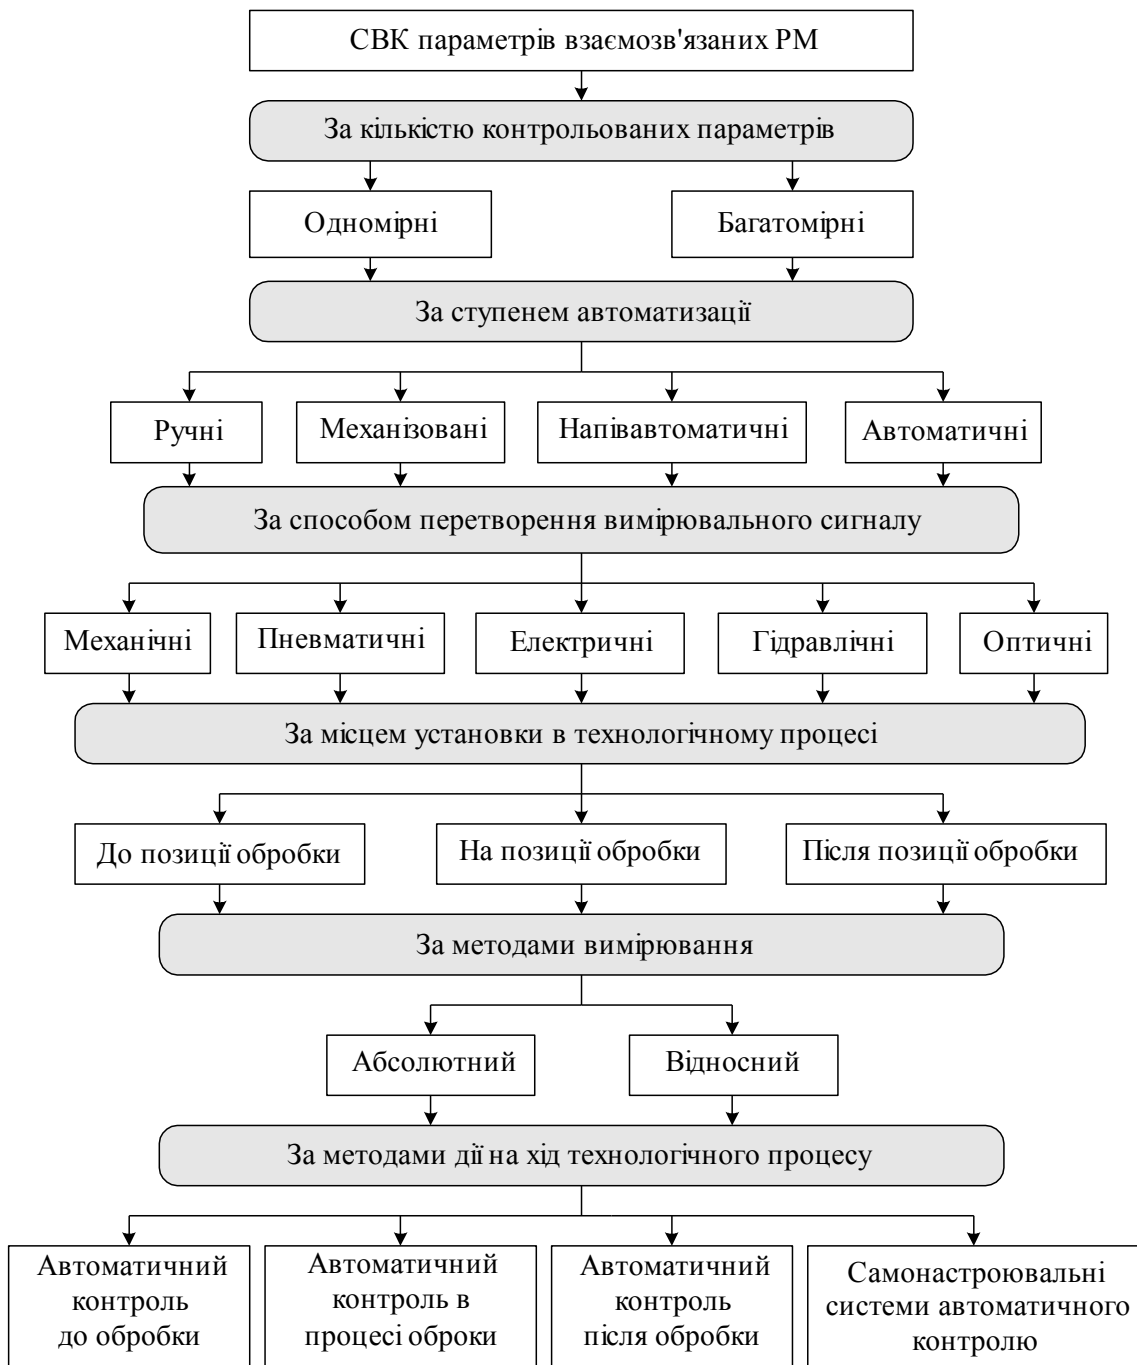 СВК параметрів взаємозв'язаних РМ
За кількістю контрольованих параметрів
Одномірні
Багатомірні
За ступенем автоматизації
Ручні
Механізовані
Напівавтоматичні
Автоматичні
За способом перетворення вимірювального сигналу
Механічні
Пневматичні
Електричні
Гідравлічні
Оптичні
За місцем установки в технологічному процесі
До позиції обробки
На позиції обробки
Після позиції обробки
За методами вимірювання
Абсолютний
Відносний
За методами дії на хід технологічного процесу
Автоматичний
контроль
до обробки
Автоматичний
контроль в
процесі оброки
Автоматичний
контроль
після обробки
Самонастроювальні
системи автоматичного
контролю